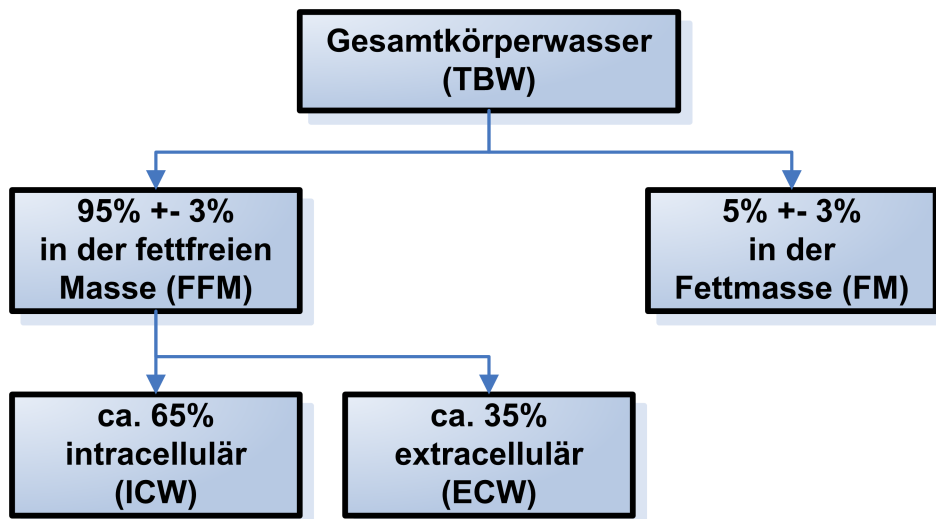 Gesamtkörperwasser
(TBW)
95% +- 3%
in der fettfreien
Masse (FFM)
5% +- 3%
in der
Fettmasse (FM)
ca. 65%
intracellulär
(ICW)
ca. 35%
extracellulär
(ECW)